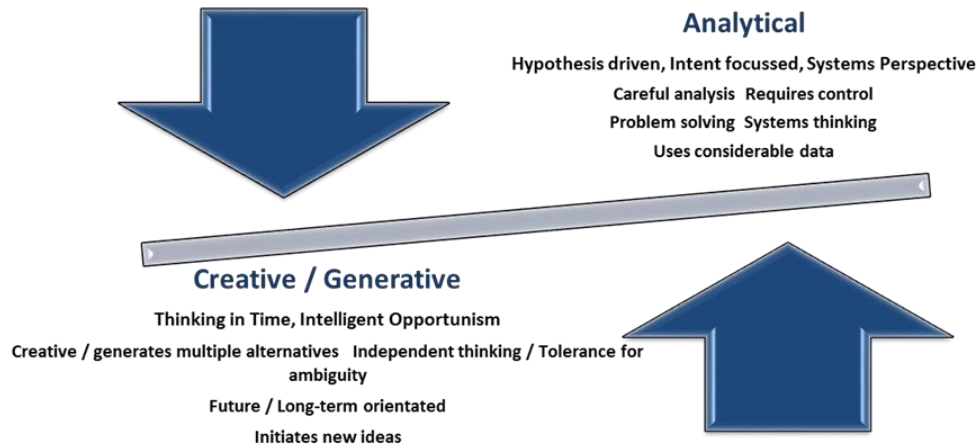 Analytical
Hypothesis driven, Intent focussed, Systems Perspective
Careful analysis Requires control
Problem solving Systems thinking
Uses considerable data
Creative / Generative
Thinking in Time, Intelligent Opportunism
Creative / generates multiple alternatives Independent thinking / Tolerance for
ambiguity
Future / Long-term orientated
Initiates new ideas